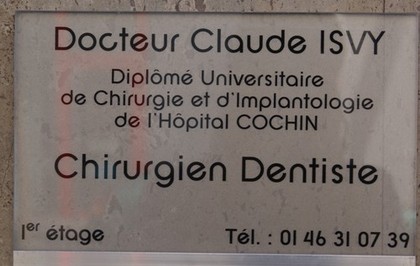 Docteur Claude ISVY
Diplômé Universitaire
de Chirurgie et d'Implantologie
de l'Hôpital COCHIN
Chirurgien Dentiste
1er étage Tél. : 01 46 31 07 39